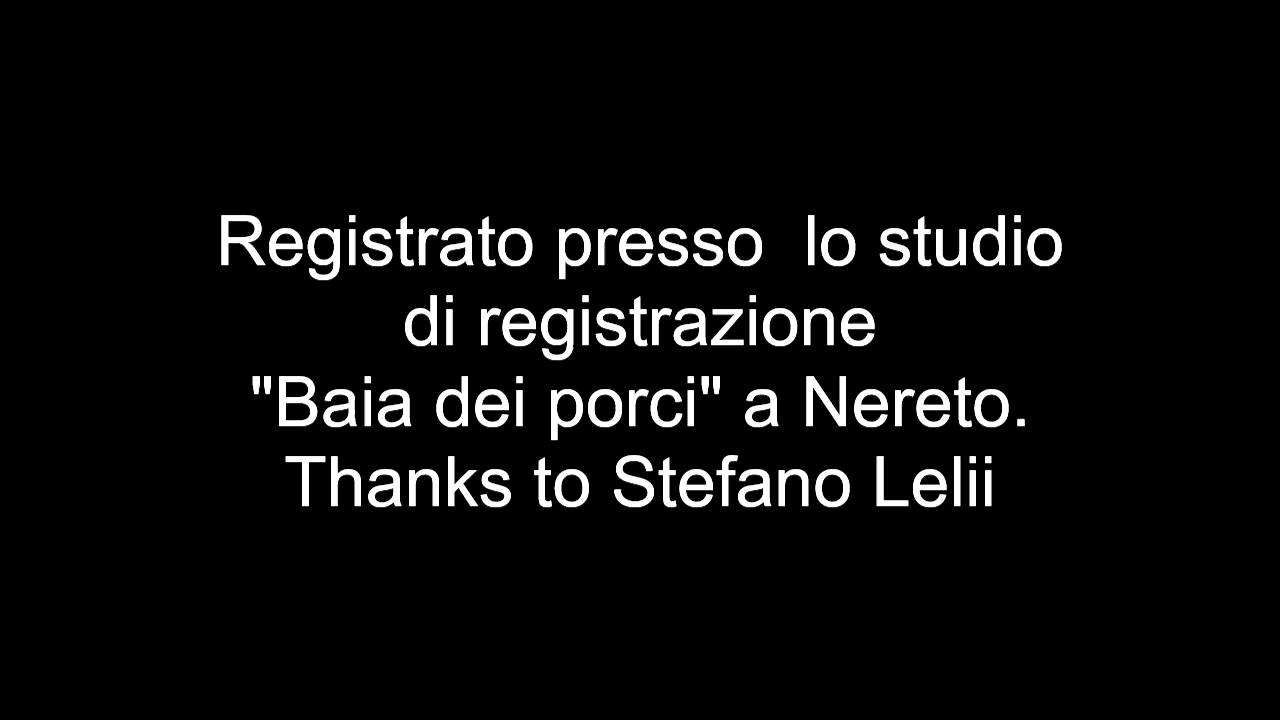 Registrato presso  lo studio
di registrazione
"Baia dei porci" a Nereto.
Thanks to Stefano Lelii